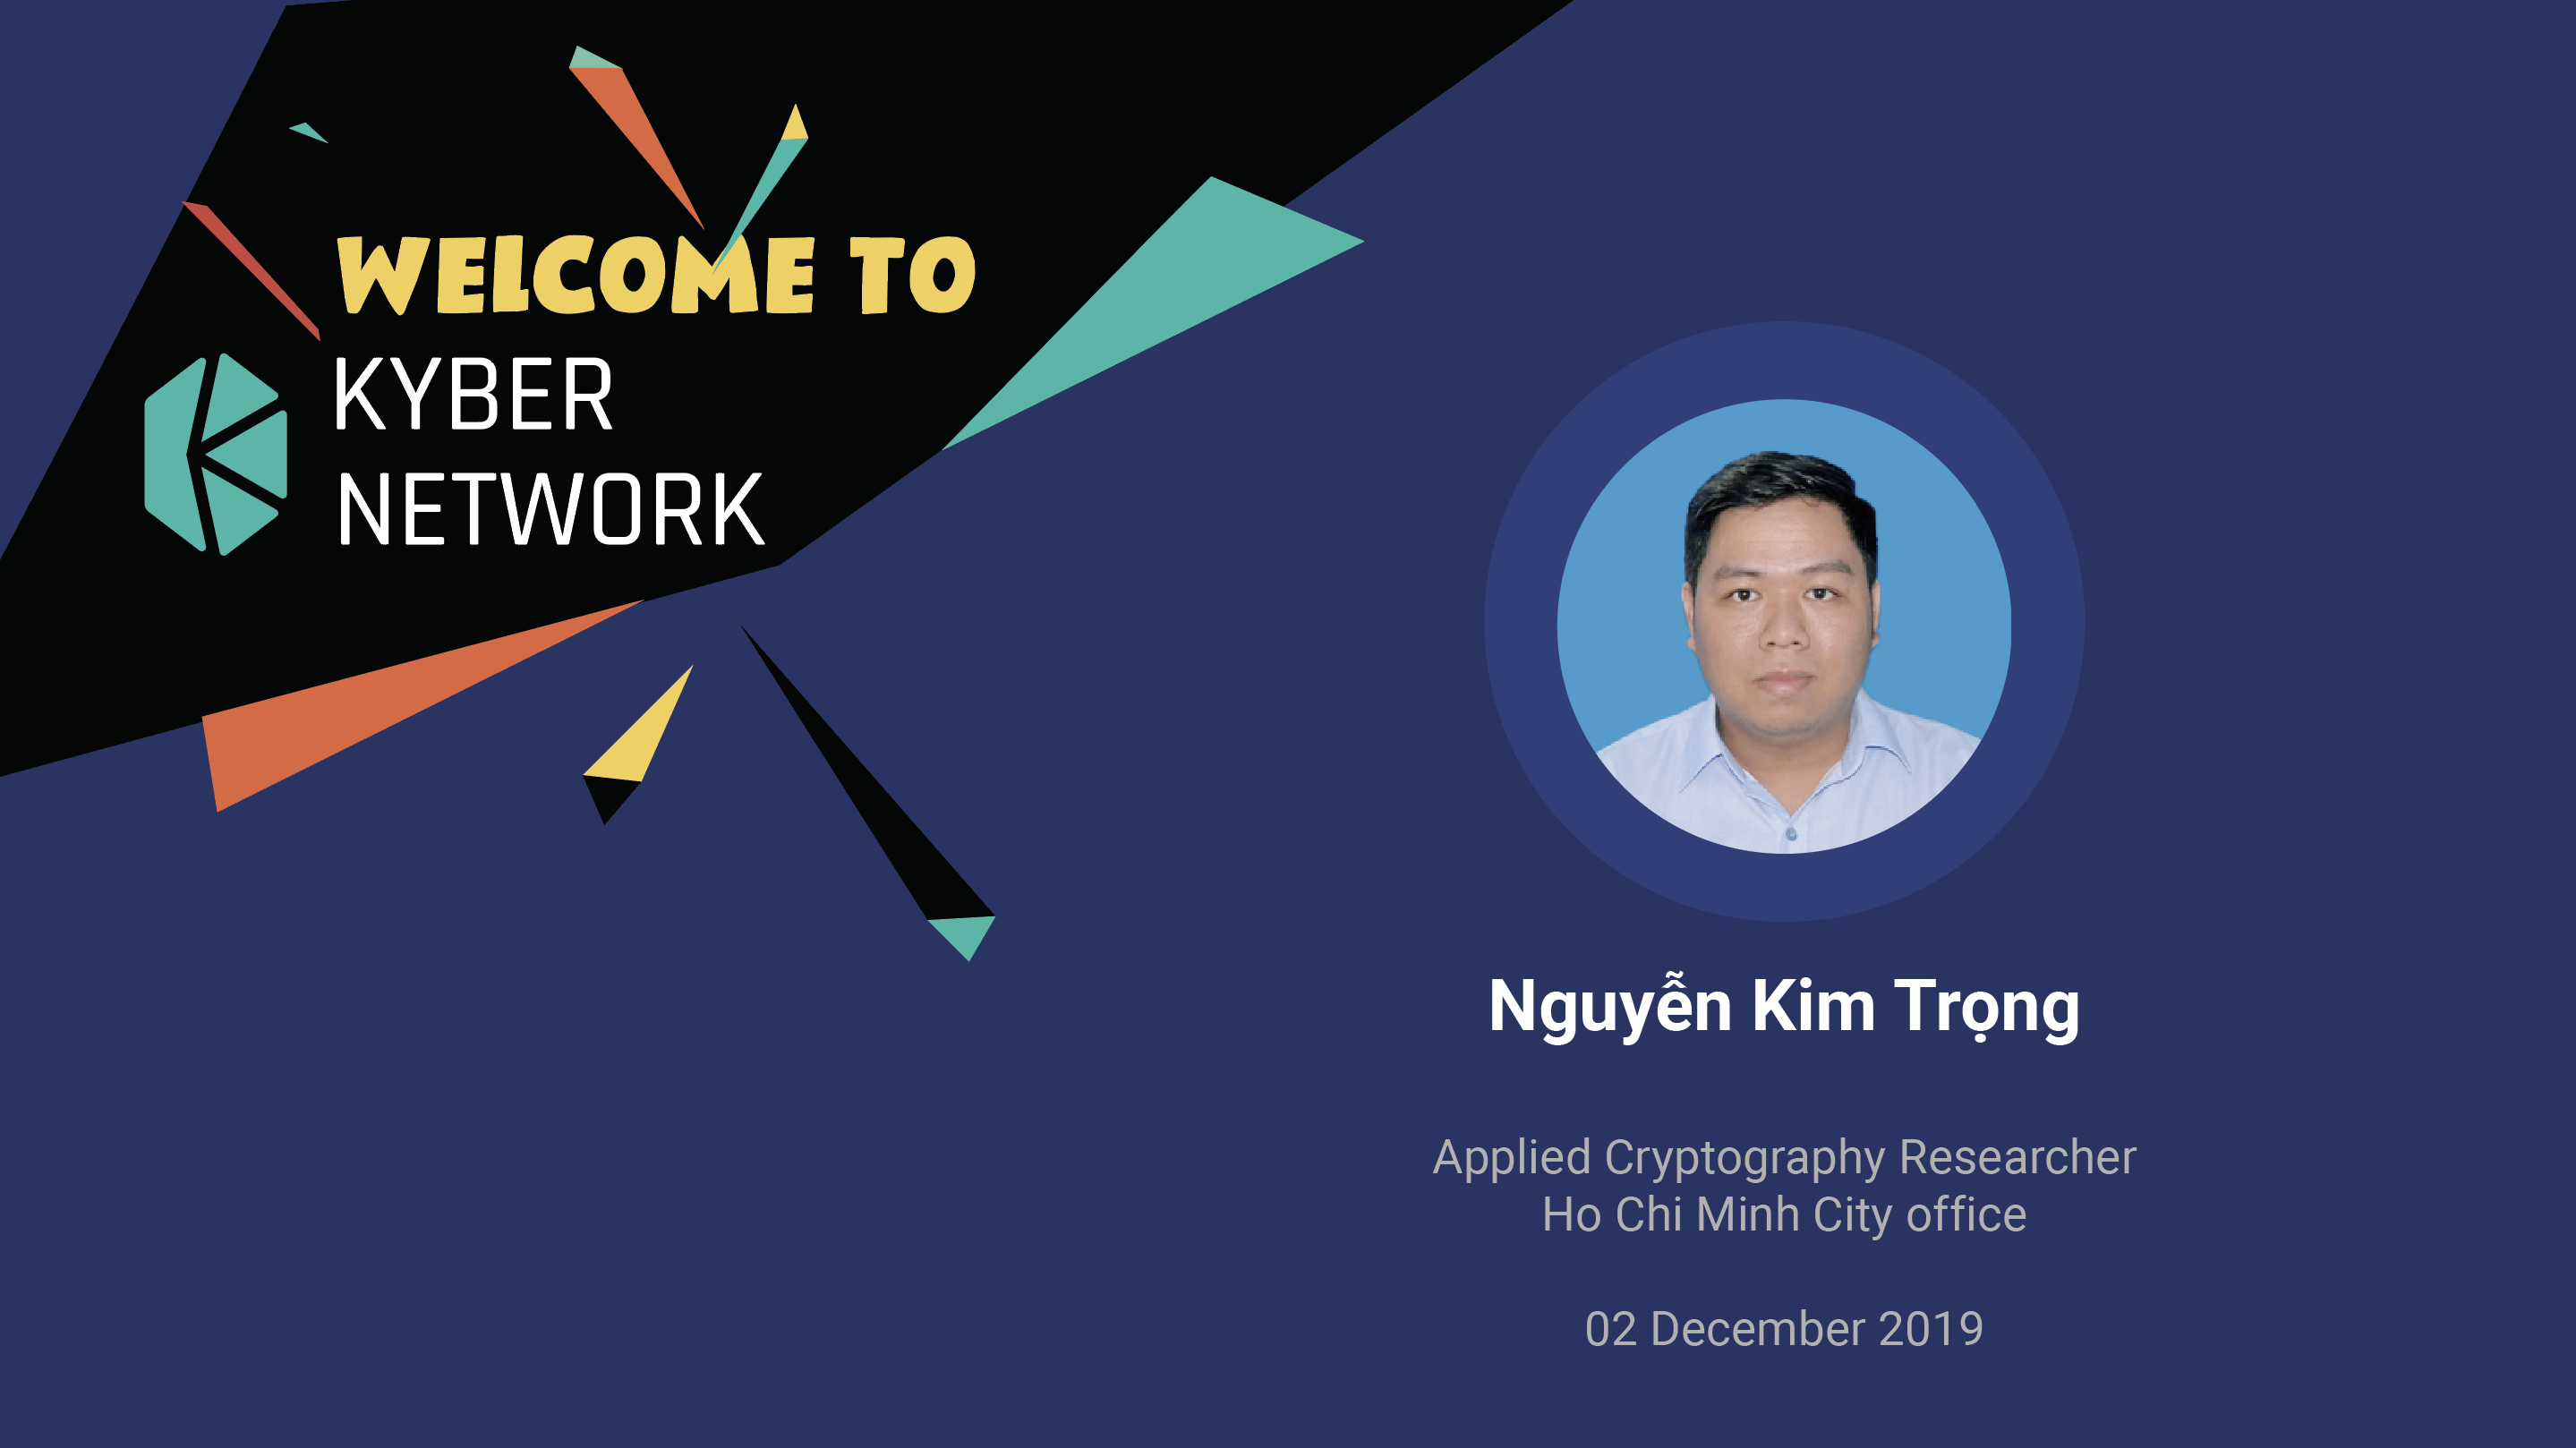 WELCOME TO
KYBER
NETWORK
Nguyễn Kim Trọng
Applied Cryptography Researcher
Ho Chi Minh City office
02 December 2019